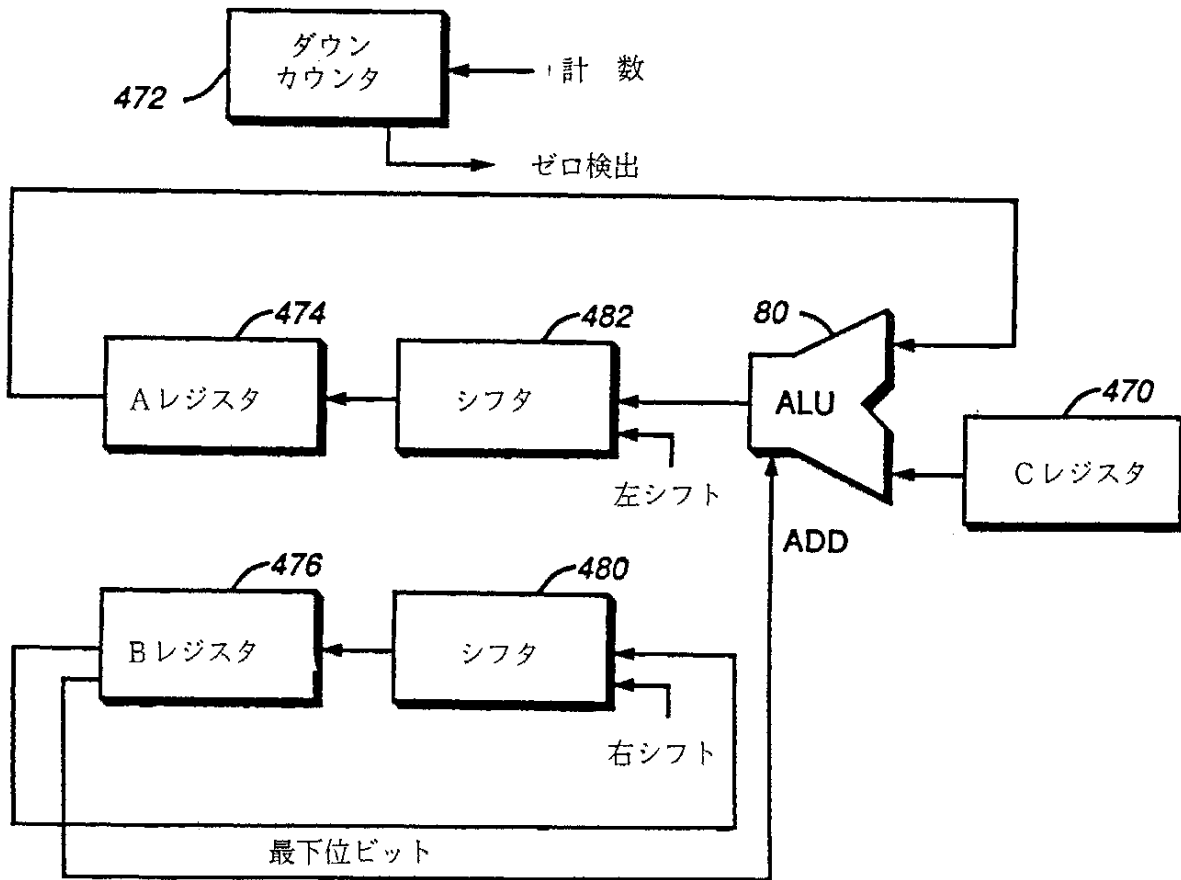 ダウン
カウンタ
472
計 数
ゼロ検出
474
482
80
470
Aレジスタ
シフタ
ALU
Cレジスタ
左シフト
ADD
476
480
Bレジスタ
シフタ
右シフト
最下位ビット